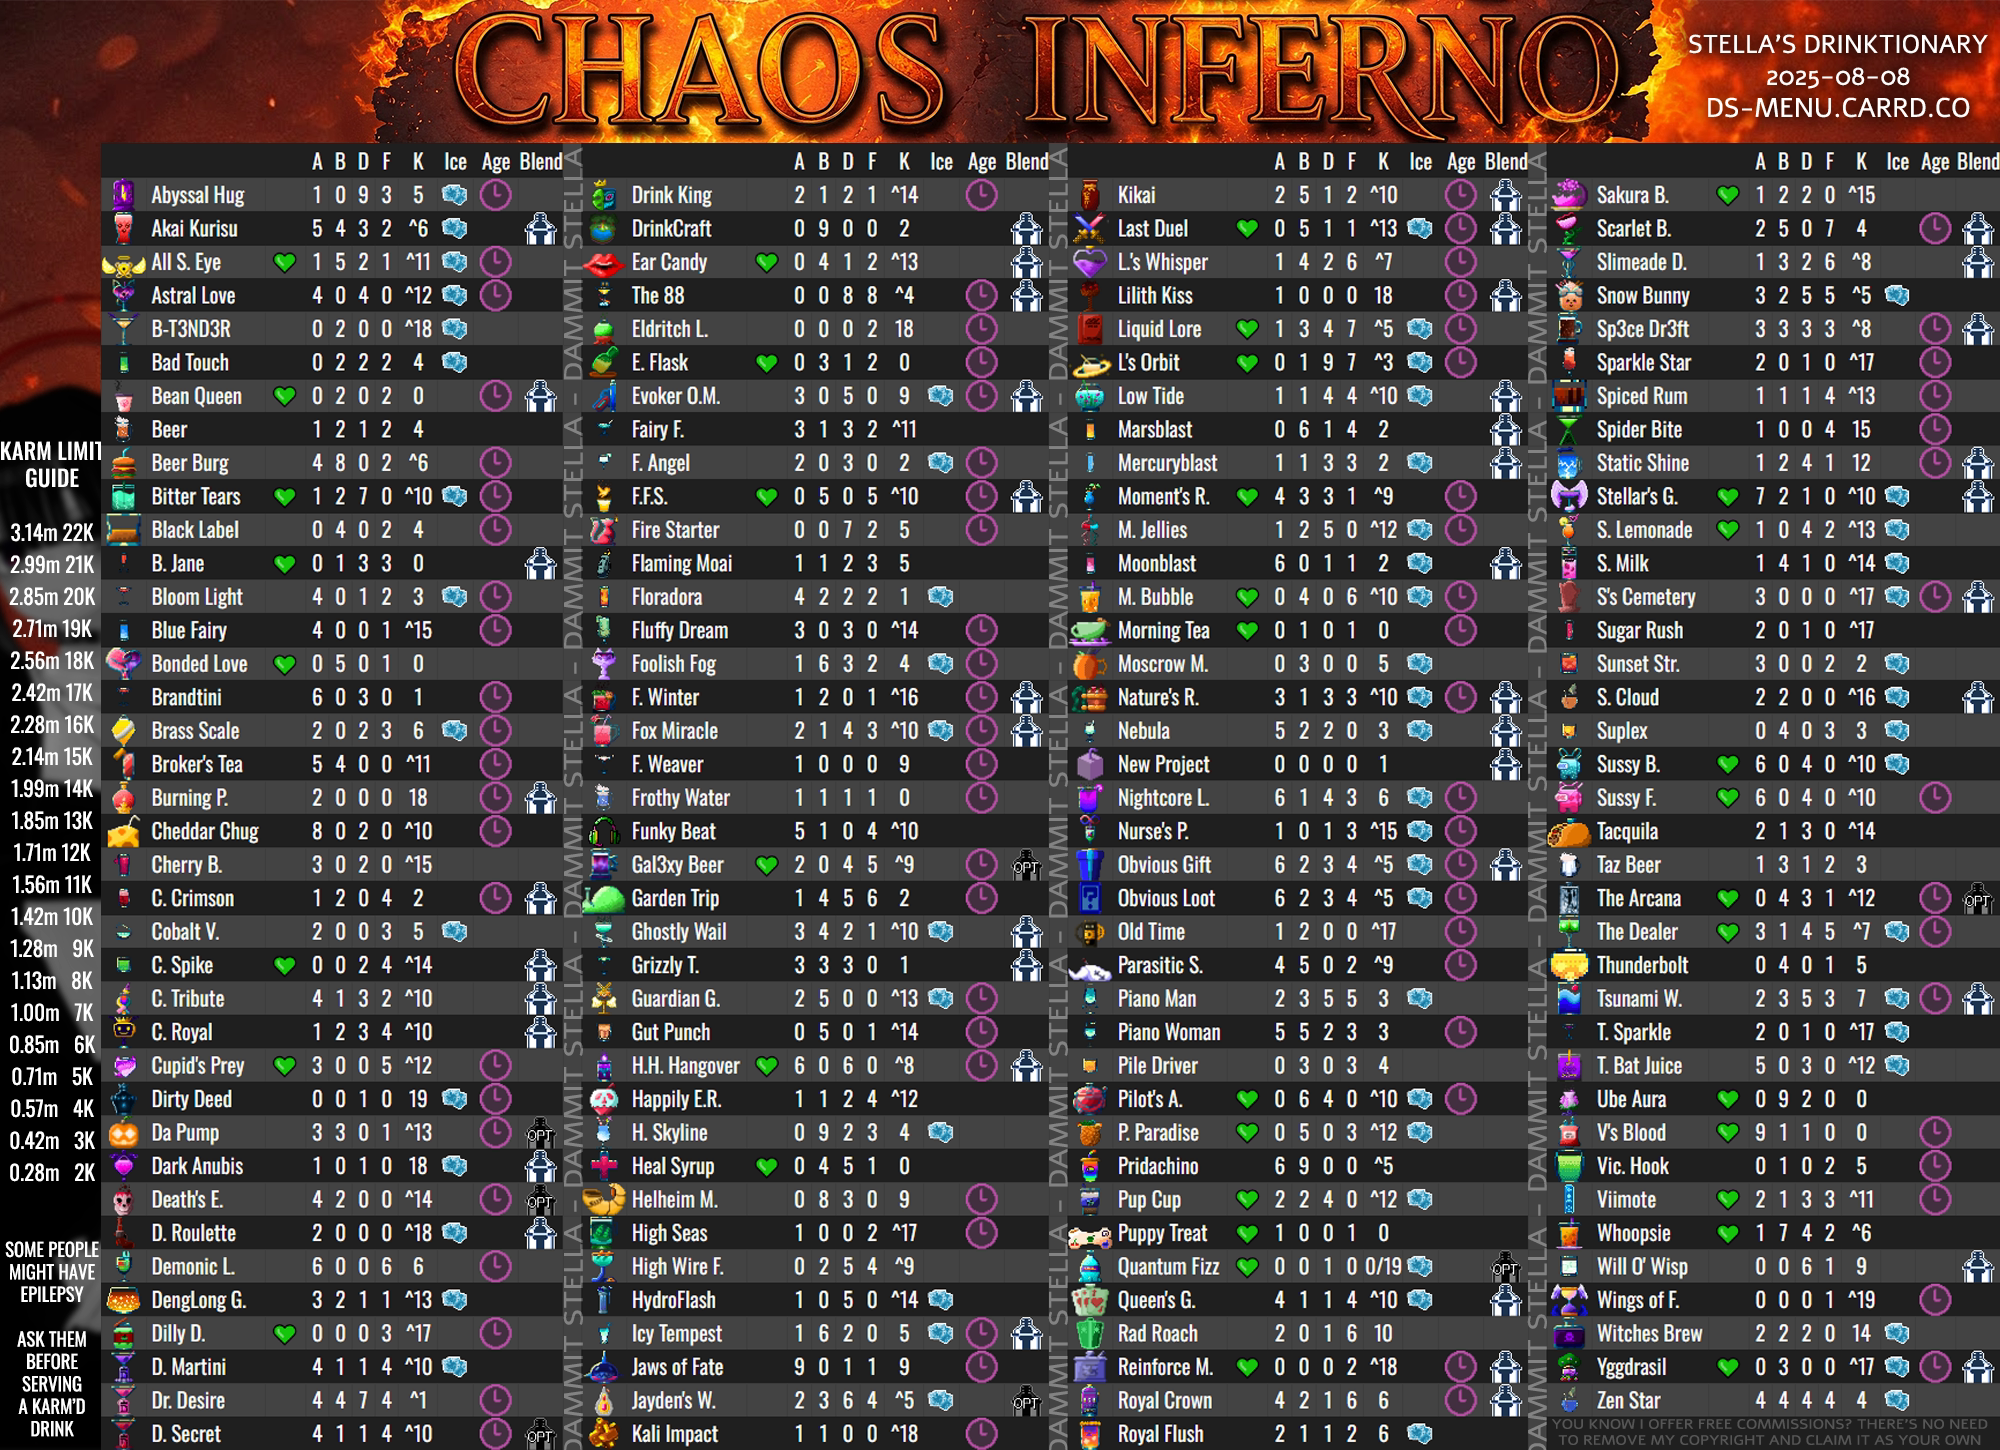 CHAOS INFERNO
STELLA'S DRINKTIONARY
2025-08-08
DS-MENU.CARRD.CO
KARM LIMIT
GUIDE
3.14m 22K
2.99m 21K
2.85m 20K
2.71m 19K
2.56m 18K
2.42m 17K
2.28m 16K
2.14m 15K
1.99m 14K
1.85m 13K
1.71m 12K
1.56m 11K
1.42m 10K
1.28m 9K
1.13m 8K
1.00m 7K
0.85m 6K
0.71m 5K
0.57m 4K
0.42m 3K
0.28m 2K
SOME PEOPLE
MIGHT HAVE
EPILEPSY
ASK THEM
BEFORE
SERVING
A KARM'D
DRINK
A B D F K Ice Age Blend
Abyssal Hug 1 0 9 3 5
Akai Kurisu 5 4 3 2 ^6
All S. Eye 1 5 2 1 ^11
Astral Love 4 0 4 0 ^12
B-T3ND3R 0 2 0 0 ^18
Bad Touch 0 2 2 2 4
Bean Queen 0 2 0 2 0
Beer 1 2 1 2 4
Beer Burg 4 8 0 2 ^6
Bitter Tears 1 2 7 0 ^10
Black Label 0 4 0 2 4
B. Jane 0 1 3 3 0
Bloom Light 4 0 1 2 3
Blue Fairy 4 0 0 1 ^15
Bonded Love 0 5 0 1 0
Brandtini 6 0 3 0 1
Brass Scale 2 0 2 3 6
Broker's Tea 5 4 0 0 ^11
Burning P. 2 0 0 0 18
Cheddar Chug 8 0 2 0 ^10
Cherry B. 3 0 2 0 ^15
C. Crimson 1 2 0 4 2
Cobalt V. 2 0 0 3 5
C. Spike 0 0 2 4 ^14
C. Tribute 4 1 3 2 ^10
C. Royal 1 2 3 4 ^10
Cupid's Prey 3 0 0 5 ^12
Dirty Deed 0 0 1 0 19
Da Pump 3 3 0 1 ^13 OPT
Dark Anubis 1 0 1 0 18
Death's E. 4 2 0 0 ^14 OPT
D. Roulette 2 0 0 0 ^18
Demonic L. 6 0 0 6 6
DengLong G. 3 2 1 1 ^13
Dilly D. 0 0 0 3 ^17
D. Martini 4 1 1 4 ^10
Dr. Desire 4 4 7 4 ^1
D. Secret 4 1 1 4 ^10 OPT
DAMMIT STELLA - DAMMIT STELLA - DAMMIT STELLA - DAMMIT STELLA - DAMMIT STELLA
A B D F K Ice Age Blend
Drink King 2 1 2 1 ^14
DrinkCraft 0 9 0 0 2
Ear Candy 0 4 1 2 ^13
The 88 0 0 8 8 ^4
Eldritch L. 0 0 0 2 18
E. Flask 0 3 1 2 0
Evoker O.M. 3 0 5 0 9
Fairy F. 3 1 3 2 ^11
F. Angel 2 0 3 0 2
F.F.S. 0 5 0 5 ^10
Fire Starter 0 0 7 2 5
Flaming Moai 1 1 2 3 5
Floradora 4 2 2 2 1
Fluffy Dream 3 0 3 0 ^14
Foolish Fog 1 6 3 2 4
F. Winter 1 2 0 1 ^16
Fox Miracle 2 1 4 3 ^10
F. Weaver 1 0 0 0 9
Frothy Water 1 1 1 1 0
Funky Beat 5 1 0 4 ^10
Gal3xy Beer 2 0 4 5 ^9 OPT
Garden Trip 1 4 5 6 2
Ghostly Wail 3 4 2 1 ^10
Grizzly T. 3 3 3 0 1
Guardian G. 2 5 0 0 ^13
Gut Punch 0 5 0 1 ^14
H.H. Hangover 6 0 6 0 ^8
Happily E.R. 1 1 2 4 ^12
H. Skyline 0 9 2 3 4
Heal Syrup 0 4 5 1 0
Helheim M. 0 8 3 0 9
High Seas 1 0 0 2 ^17
High Wire F. 0 2 5 4 ^9
HydroFlash 1 0 5 0 ^14
Icy Tempest 1 6 2 0 5
Jaws of Fate 9 0 1 1 9
Jayden's W. 2 3 6 4 ^5 OPT
Kali Impact 1 1 0 0 ^18
DAMMIT STELLA - DAMMIT STELLA - DAMMIT STELLA - DAMMIT STELLA - DAMMIT STELLA
A B D F K Ice Age Blend
Kikai 2 5 1 2 ^10
Last Duel 0 5 1 1 ^13
L.'s Whisper 1 4 2 6 ^7
Lilith Kiss 1 0 0 0 18
Liquid Lore 1 3 4 7 ^5
L's Orbit 0 1 9 7 ^3
Low Tide 1 1 4 4 ^10
Marsblast 0 6 1 4 2
Mercuryblast 1 1 3 3 2
Moment's R. 4 3 3 1 ^9
M. Jellies 1 2 5 0 ^12
Moonblast 6 0 1 1 2
M. Bubble 0 4 0 6 ^10
Morning Tea 0 1 0 1 0
Moscrow M. 0 3 0 0 5
Nature's R. 3 1 3 3 ^10
Nebula 5 2 2 0 3
New Project 0 0 0 0 1
Nightcore L. 6 1 4 3 6
Nurse's P. 1 0 1 3 ^15
Obvious Gift 6 2 3 4 ^5
Obvious Loot 6 2 3 4 ^5
Old Time 1 2 0 0 ^17
Parasitic S. 4 5 0 2 ^9
Piano Man 2 3 5 5 3
Piano Woman 5 5 2 3 3
Pile Driver 0 3 0 3 4
Pilot's A. 0 6 4 0 ^10
P. Paradise 0 5 0 3 ^12
Pridachino 6 9 0 0 ^5
Pup Cup 2 2 4 0 ^12
Puppy Treat 1 0 0 1 0
Quantum Fizz 0 0 1 0 0/19 OPT
Queen's G. 4 1 1 4 ^10
Rad Roach 2 0 1 6 10
Reinforce M. 0 0 0 2 ^18
Royal Crown 4 2 1 6 6
Royal Flush 2 1 1 2 6
DAMMIT STELLA - DAMMIT STELLA - DAMMIT STELLA - DAMMIT STELLA - DAMMIT STELLA
A B D F K Ice Age Blend
Sakura B. 1 2 2 0 ^15
Scarlet B. 2 5 0 7 4
Slimeade D. 1 3 2 6 ^8
Snow Bunny 3 2 5 5 ^5
Sp3ce Dr3ft 3 3 3 3 ^8
Sparkle Star 2 0 1 0 ^17
Spiced Rum 1 1 1 4 ^13
Spider Bite 1 0 0 4 15
Static Shine 1 2 4 1 12
Stellar's G. 7 2 1 0 ^10
S. Lemonade 1 0 4 2 ^13
S. Milk 1 4 1 0 ^14
S's Cemetery 3 0 0 0 ^17
Sugar Rush 2 0 1 0 ^17
Sunset Str. 3 0 0 2 2
S. Cloud 2 2 0 0 ^16
Suplex 0 4 0 3 3
Sussy B. 6 0 4 0 ^10
Sussy F. 6 0 4 0 ^10
Tacquila 2 1 3 0 ^14
Taz Beer 1 3 1 2 3
The Arcana 0 4 3 1 ^12 OPT
The Dealer 3 1 4 5 ^7
Thunderbolt 0 4 0 1 5
Tsunami W. 2 3 5 3 7
T. Sparkle 2 0 1 0 ^17
T. Bat Juice 5 0 3 0 ^12
Ube Aura 0 9 2 0 0
V's Blood 9 1 1 0 0
Vic. Hook 0 1 0 2 5
Viimote 2 1 3 3 ^11
Whoopsie 1 7 4 2 ^6
Will O' Wisp 0 0 6 1 9
Wings of F. 0 0 0 1 ^19
Witches Brew 2 2 2 0 14
Yggdrasil 0 3 0 0 ^17
Zen Star 4 4 4 4 4
YOU KNOW I OFFER FREE COMMISSIONS? THERE'S NO NEED
TO REMOVE MY COPYRIGHT AND CLAIM IT AS YOUR OWN